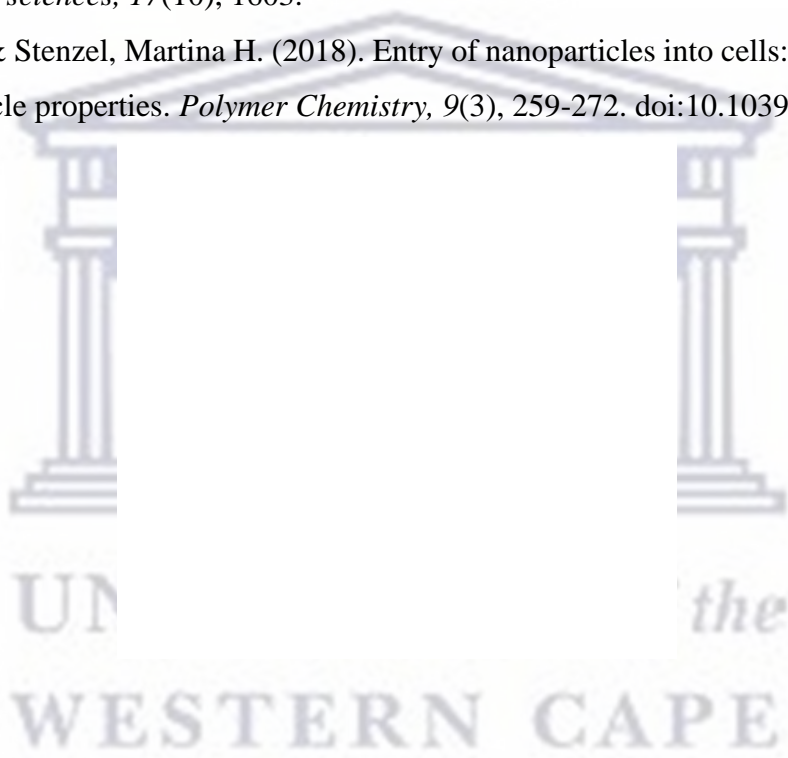 sciences, 17(10), 1603.
& Stenzel, Martina H. (2018). Entry of nanoparticles into cells:
cle properties. Polymer Chemistry, 9(3), 259-272. doi:10.1039
UN the
WESTERN CAPE